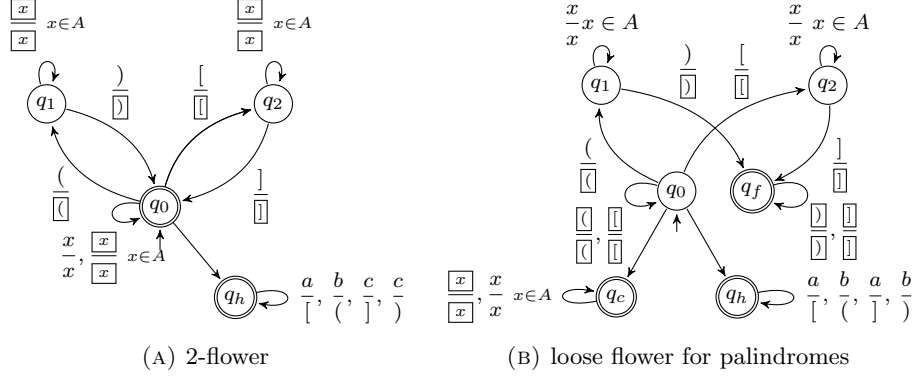 x
x x∈A
x
x x∈A
q1
)
)
[
[
q2
(
(
q0
]
]
x
x , x
x x∈A
qh
a
[ , b
( , c
] , c
)
(A) 2-flower
x
x x ∈ A
x
x x ∈ A
q1
)
)
[
[
q2
(
(
q0
qf
]
]
(
( , [
[
)
) , ]
]
x
x , x
x x∈A
qc
qh
a
[ , b
( , a
] , b
)
(B) loose flower for palindromes